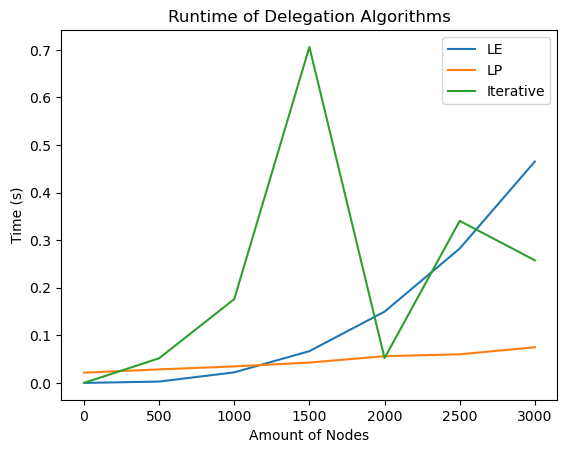 Runtime of Delegation Algorithms
LE
LP
Iterative
Time (s)
0.7
0.6
0.5
0.4
0.3
0.2
0.1
0.0
0 500 1000 1500 2000 2500 3000
Amount of Nodes